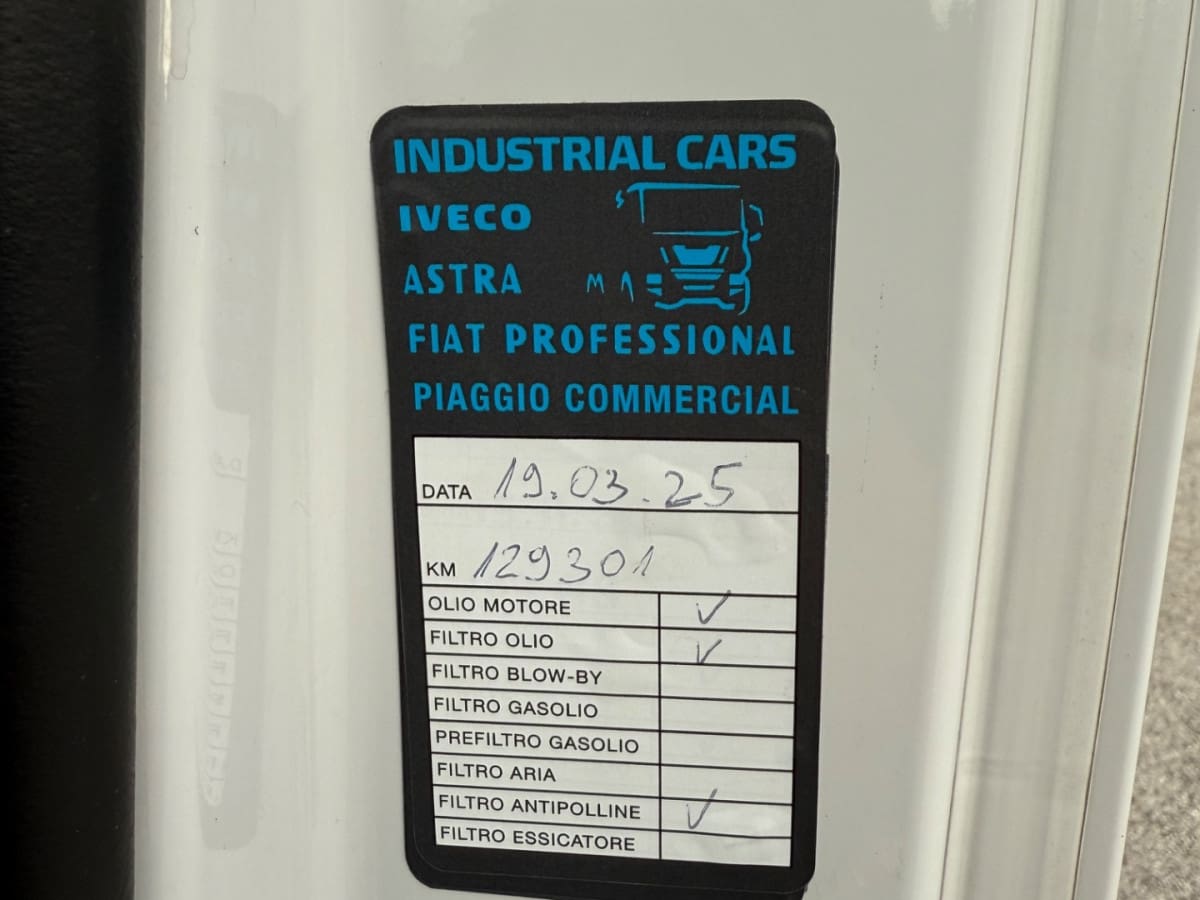 INDUSTRIAL CARS
IVECO
ASTRA
FIAT PROFESSIONAL
PIAGGIO COMMERCIAL
DATA 19.03.25
KM 129301
OLIO MOTORE ✓
FILTRO OLIO ✓
FILTRO BLOW-BY
FILTRO GASOLIO
PREFILTRO GASOLIO
FILTRO ARIA
FILTRO ANTIPOLLINE ✓
FILTRO ESSICATORE